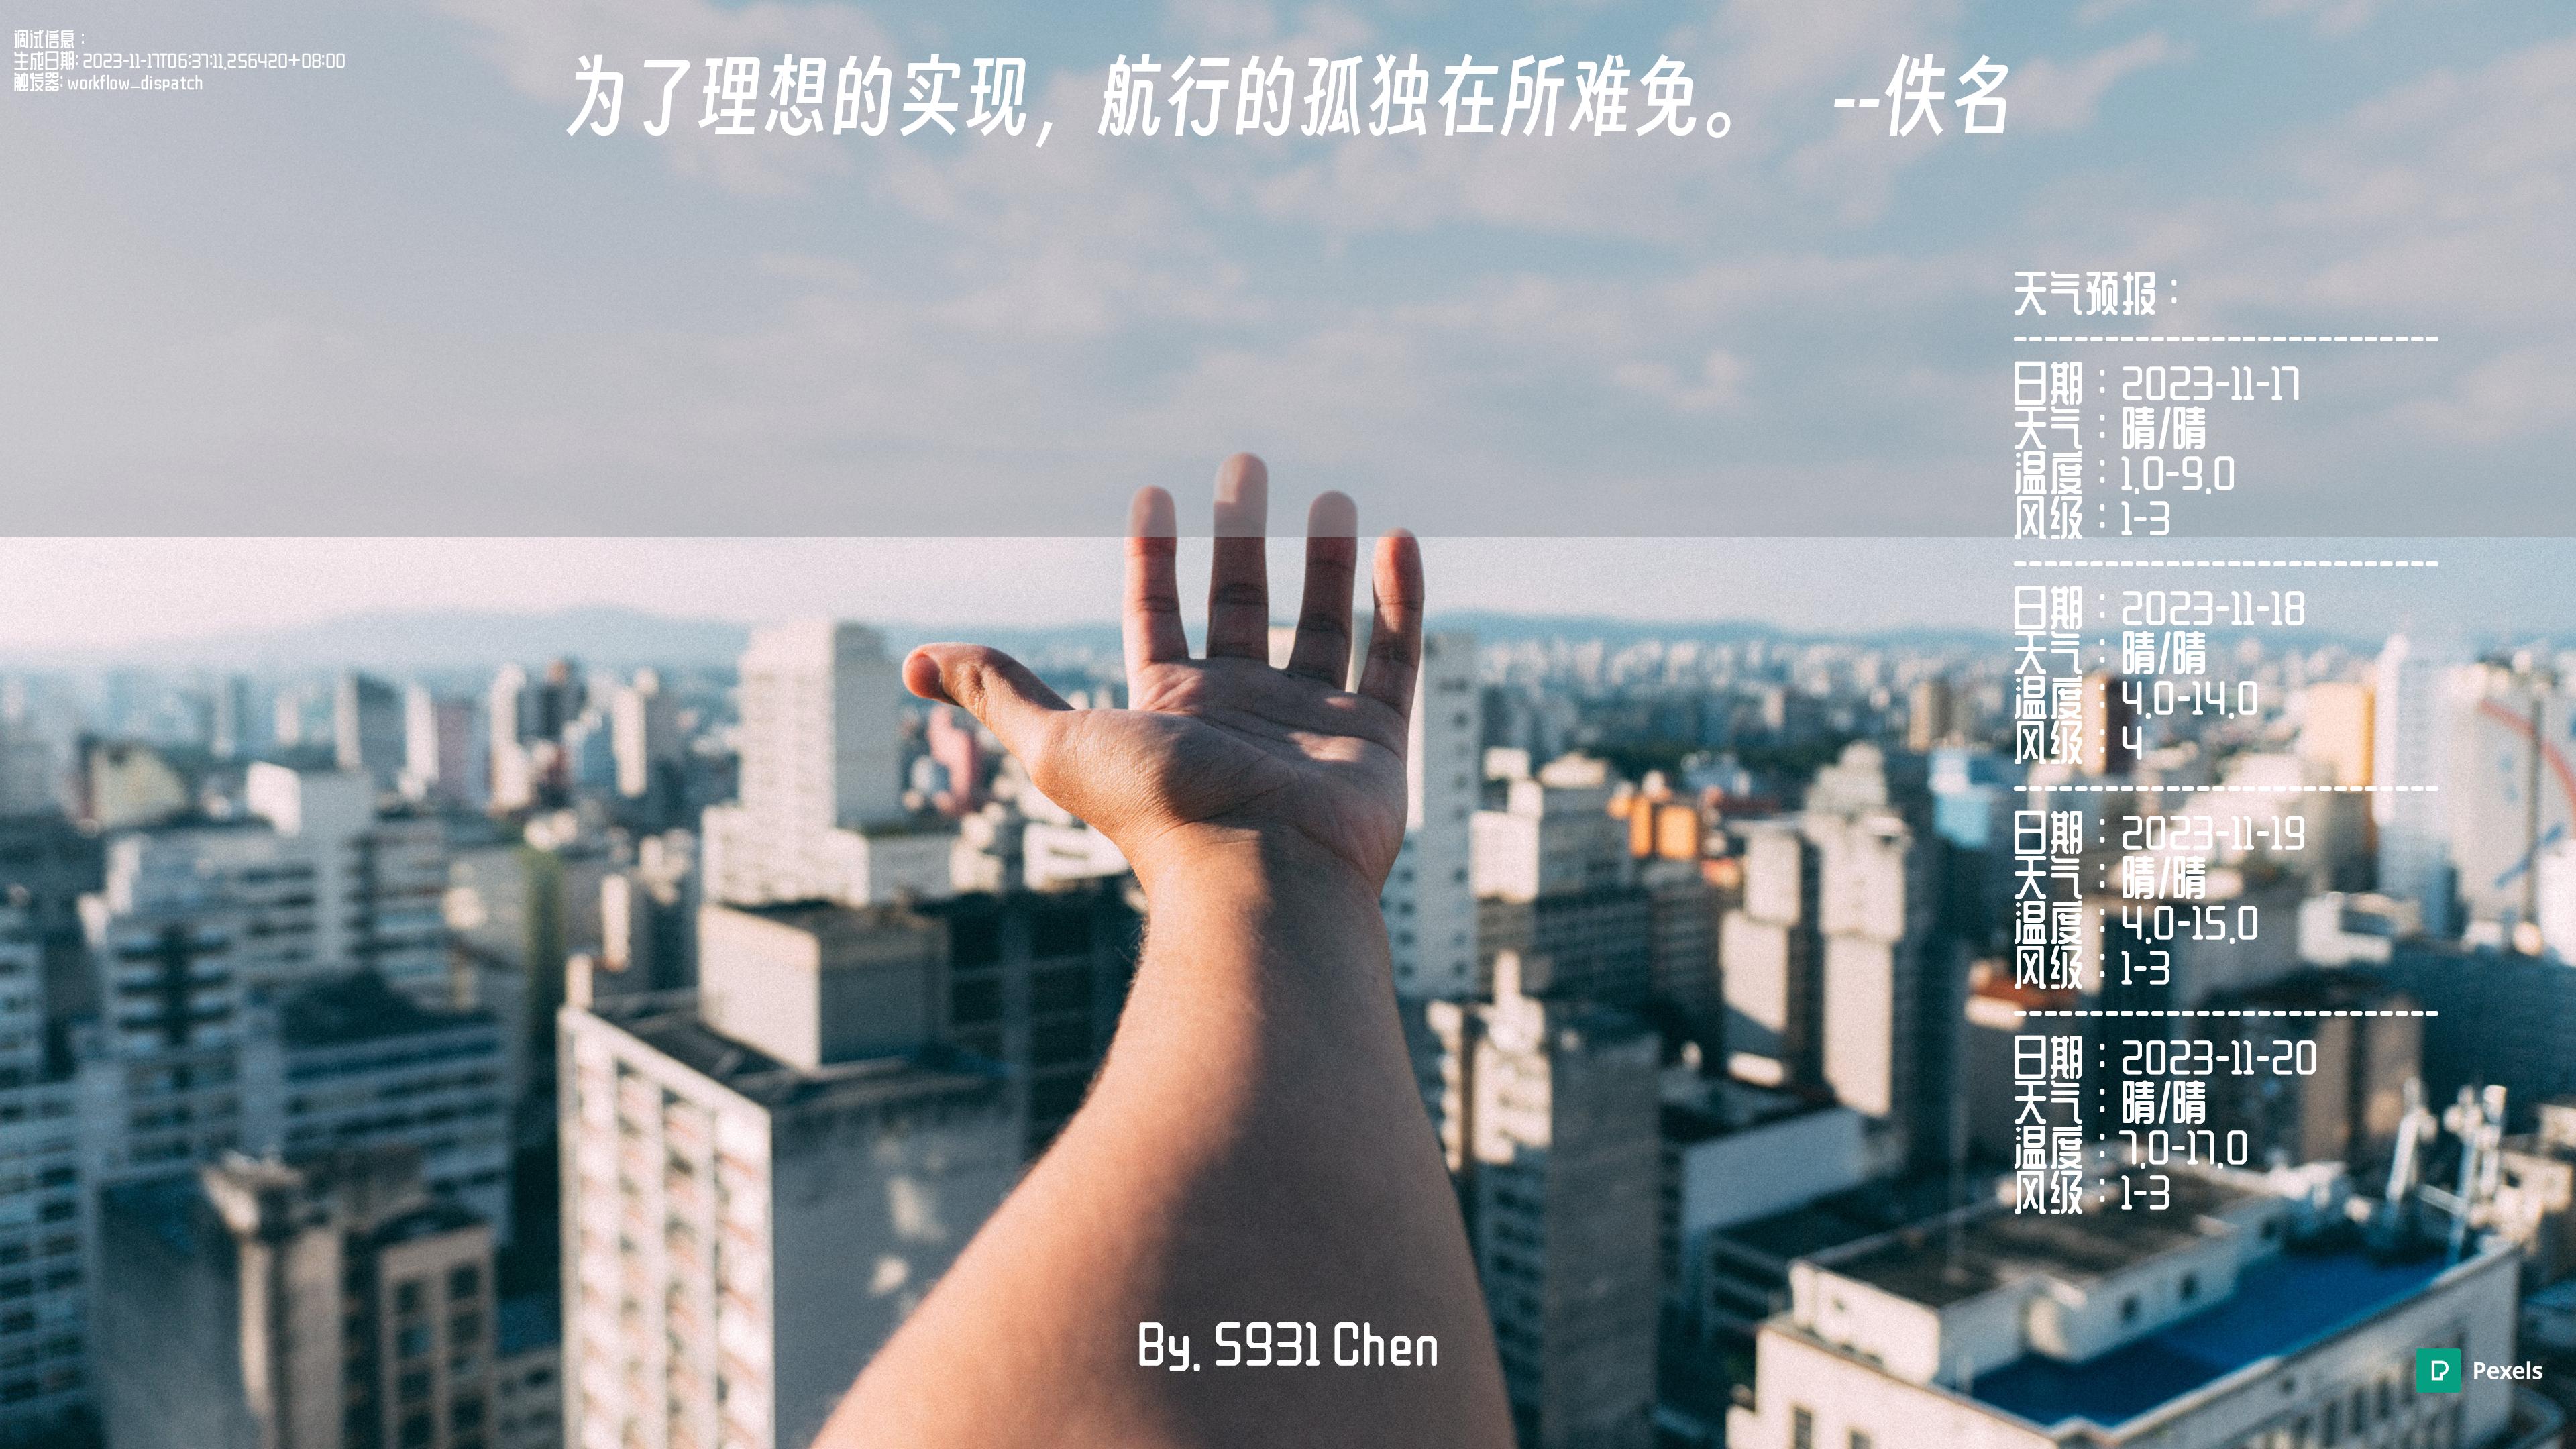 调试信息：
生成日期: 2023-11-17T06:37:11.256420+08:00
触发器: workflow_dispatch
为了理想的实现，航行的孤独在所难免。 --佚名
天气预报：
----------------------------
日期：2023-11-17
天气：晴/晴
温度：1.0-9.0
风级：1-3
----------------------------
日期：2023-11-18
天气：晴/晴
温度：4.0-14.0
风级：4
----------------------------
日期：2023-11-19
天气：晴/晴
温度：4.0-15.0
风级：1-3
----------------------------
日期：2023-11-20
天气：晴/晴
温度：7.0-17.0
风级：1-3
By. S931 Chen
Pexels